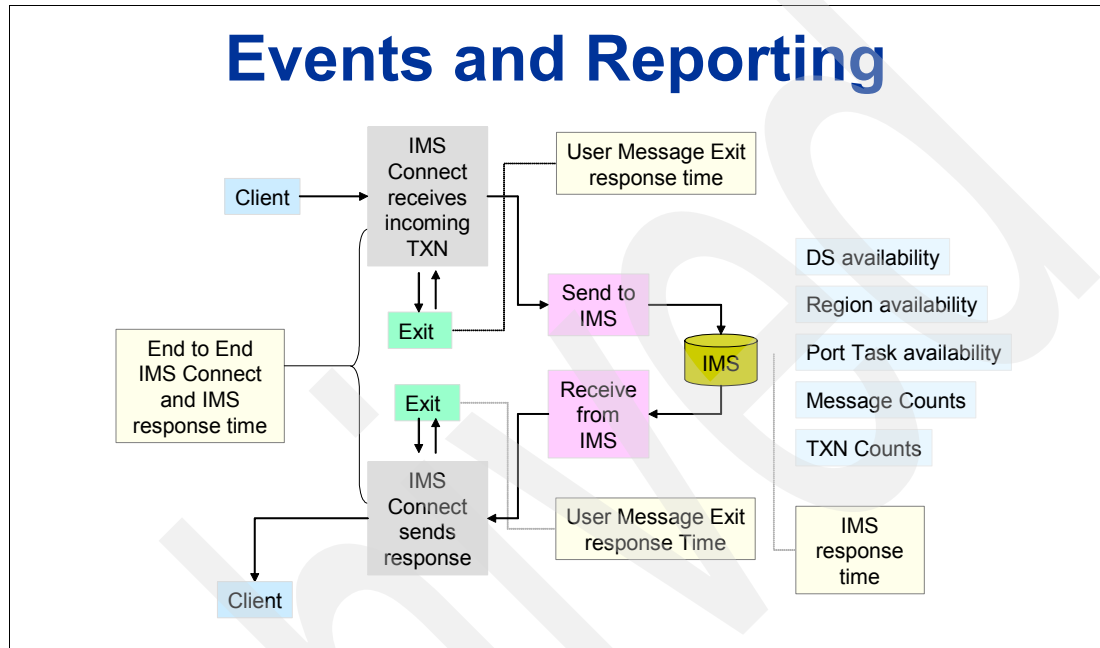 Events and Reporting
IMS
Connect
receives
incoming
TXN
User Message Exit
response time
Client
DS availability
Send to
IMS
Region availability
Exit
End to End
IMS Connect
and IMS
response time
IMS
Port Task availability
Exit
Receive
from
IMS
Message Counts
TXN Counts
IMS
Connect
sends
response
User Message Exit
response Time
IMS
response
time
Client